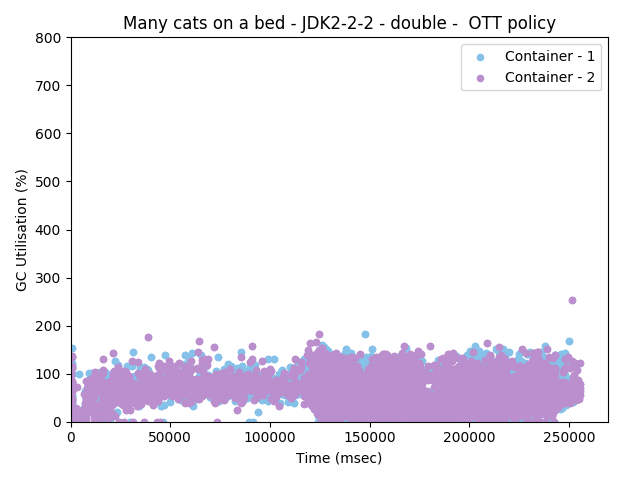 Many cats on a bed - JDK2-2-2 - double -  OTT policy
Container - 1
Container - 2
GC Utilisation (%)
800
700
600
500
400
300
200
100
0
0 50000 100000 150000 200000 250000
Time (msec)